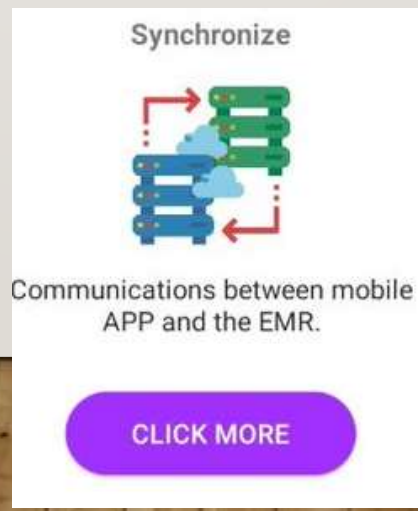 Synchronize
Communications between mobile
APP and the EMR.
CLICK MORE